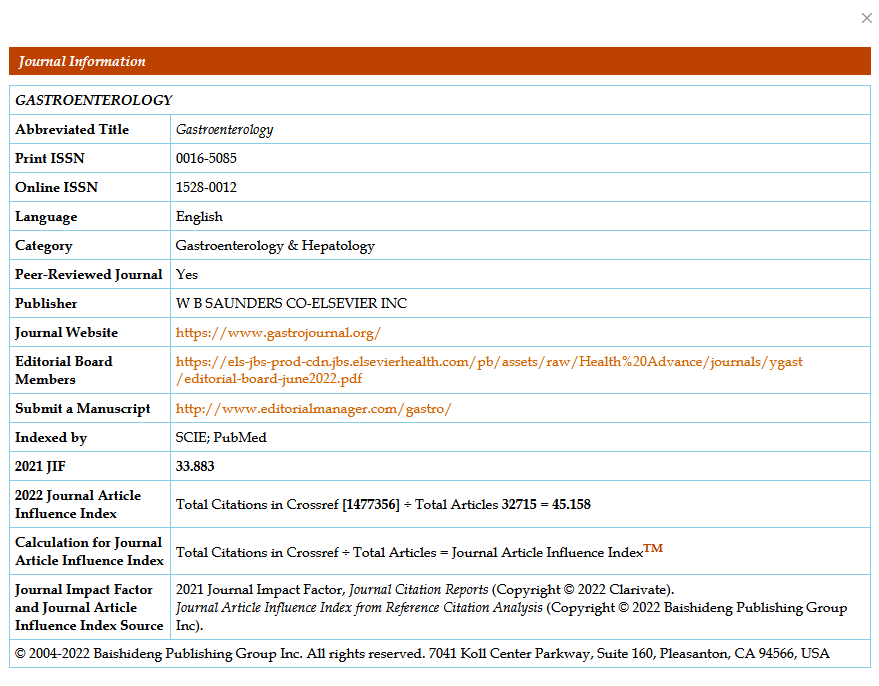 Journal Information
GASTROENTEROLOGY
Abbreviated Title Gastroenterology
Print ISSN 0016-5085
Online ISSN 1528-0012
Language English
Category Gastroenterology & Hepatology
Peer-Reviewed Journal Yes
Publisher W B SAUNDERS CO-ELSEVIER INC
Journal Website https://www.gastrojournal.org/
Editorial Board
Members
https://els-jbs-prod-cdn.jbs.elsevierhealth.com/pb/assets/raw/Health%20Advance/journals/ygast
/editorial-board-june2022.pdf
Submit a Manuscript http://www.editorialmanager.com/gastro/
Indexed by SCIE; PubMed
2021 JIF 33.883
2022 Journal Article
Influence Index
Total Citations in Crossref [1477356] ÷ Total Articles 32715 = 45.158
Calculation for Journal
Article Influence Index
Total Citations in Crossref ÷ Total Articles = Journal Article Influence Index™
Journal Impact Factor
and Journal Article
Influence Index Source
2021 Journal Impact Factor, Journal Citation Reports (Copyright © 2022 Clarivate).
Journal Article Influence Index from Reference Citation Analysis (Copyright © 2022 Baishideng Publishing Group
Inc).
© 2004-2022 Baishideng Publishing Group Inc. All rights reserved. 7041 Koll Center Parkway, Suite 160, Pleasanton, CA 94566, USA